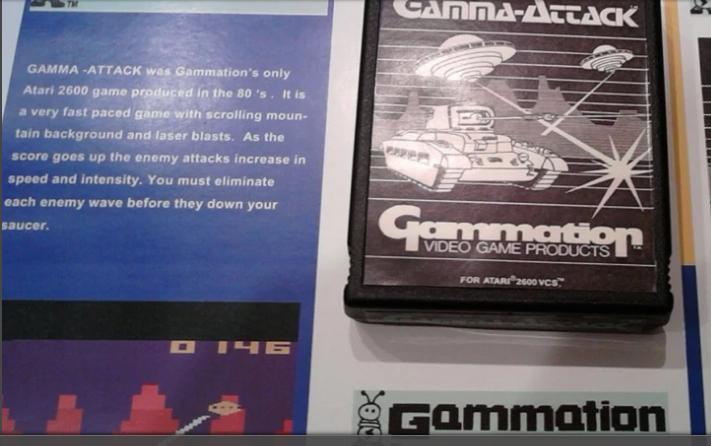 TM
GAMMA -ATTACK was Gammation's only
Atari 2600 game produced in the 80 's . It is
a very fast paced game with scrolling moun-
tain background and laser blasts. As the
score goes up the enemy attacks increase in
speed and intensity. You must eliminate
each enemy wave before they down your
saucer.
0 146
GAMMA-ATTACK
Gammation
VIDEO GAME PRODUCTS
FOR ATARI® 2600 VCS™
Gammation